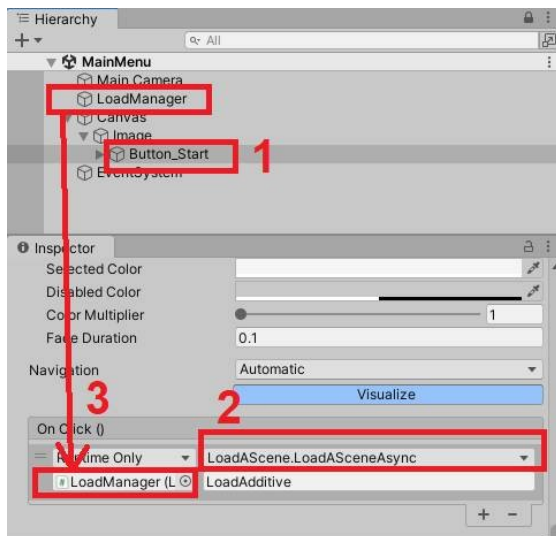 Hierarchy
All
MainMenu
Main Camera
LoadManager
Canvas
Image
Button_Start
1
EventSystem
Inspector
Selected Color
Disabled Color
Color Multiplier
1
Fade Duration
0.1
Navigation
Automatic
Visualize
3
2
On Click ()
Runtime Only
LoadAScene.LoadASceneAsync
LoadManager (L
LoadAdditive